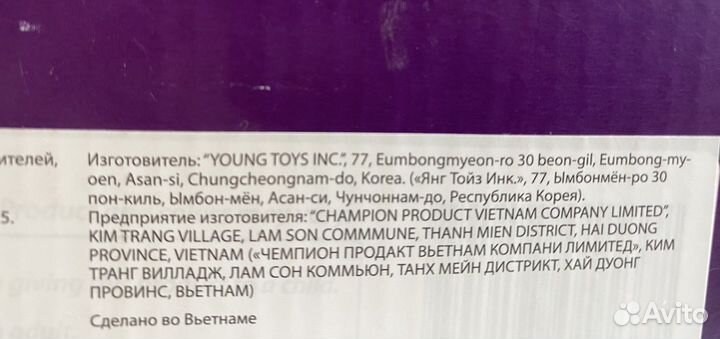 ителей,
Изготовитель: “YOUNG TOYS INC.”, 77, Eumbongmyeon-ro 30 beon-gil, Eumbong-my-
oen, Asan-si, Chungcheongnam-do, Korea. («Янг Тойз Инк.», 77, Ымбонмён-ро 30
пон-киль, Ымбон-мён, Асан-си, Чунчоннам-до, Республика Корея).
5.
Предприятие изготовителя: “CHAMPION PRODUCT VIETNAM COMPANY LIMITED”,
KIM TRANG VILLAGE, LAM SON COMMMUNE, THANH MIEN DISTRICT, HAI DUONG
PROVINCE, VIETNAM («ЧЕМПИОН ПРОДАКТ ВЬЕТНАМ КОМПАНИ ЛИМИТЕД», КИМ
ТРАНГ ВИЛЛАДЖ, ЛАМ СОН КОММЬЮН, ТАНХ МЕЙН ДИСТРИКТ, ХАЙ ДУОНГ
ПРОВИНС, ВЬЕТНАМ)
Сделано во Вьетнаме
Avito